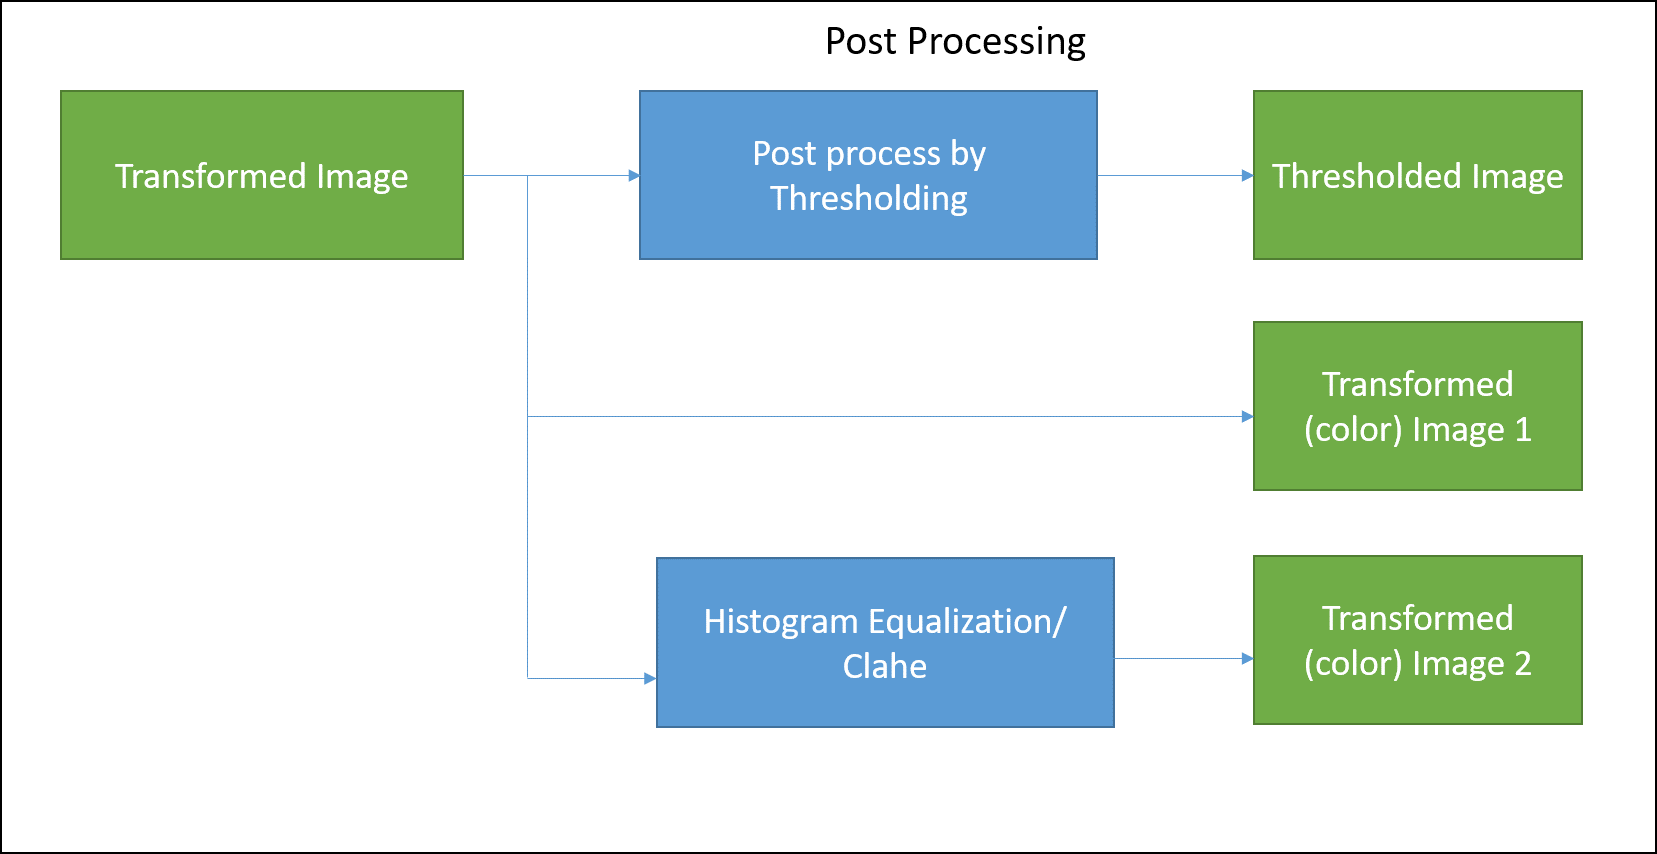 Post Processing
Transformed Image
Post process by
Thresholding
Thresholded Image
Transformed
(color) Image 1
Histogram Equalization/
Clahe
Transformed
(color) Image 2